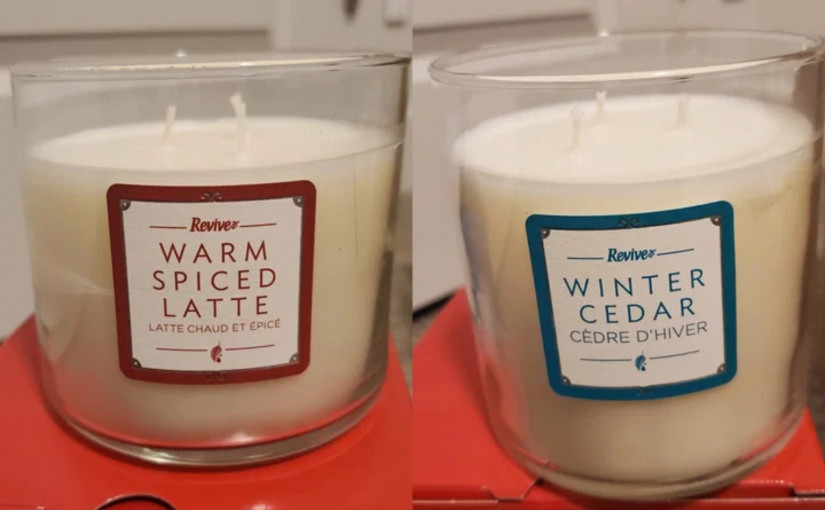 Revive
WARM
SPICED
LATTE
LATTE CHAUD ET ÉPICÉ
Revive
WINTER
CEDAR
CÈDRE D'HIVER